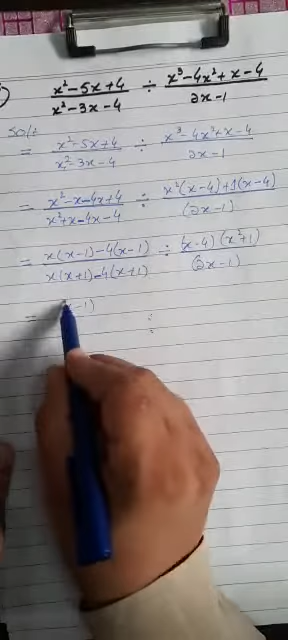 x²-5x+4 / x²-3x-4 ÷ x³-4x²+x-4 / 2x-1
Sol:
= x²-5x+4 / x²-3x-4 ÷ x³-4x²+x-4 / 2x-1
= x²-x-4x+4 / x²+x-4x-4 ÷ x²(x-4)+1(x-4) / (2x-1)
= x(x-1)-4(x-1) / x(x+1)-4(x+1) ÷ (x-4)(x²+1) / (2x-1)
= x-1) ÷